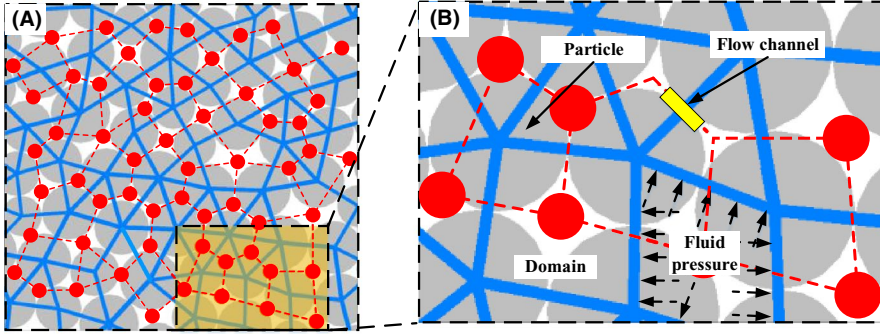 (A)
(B)
Particle
Flow channel
Domain
Fluid
pressure